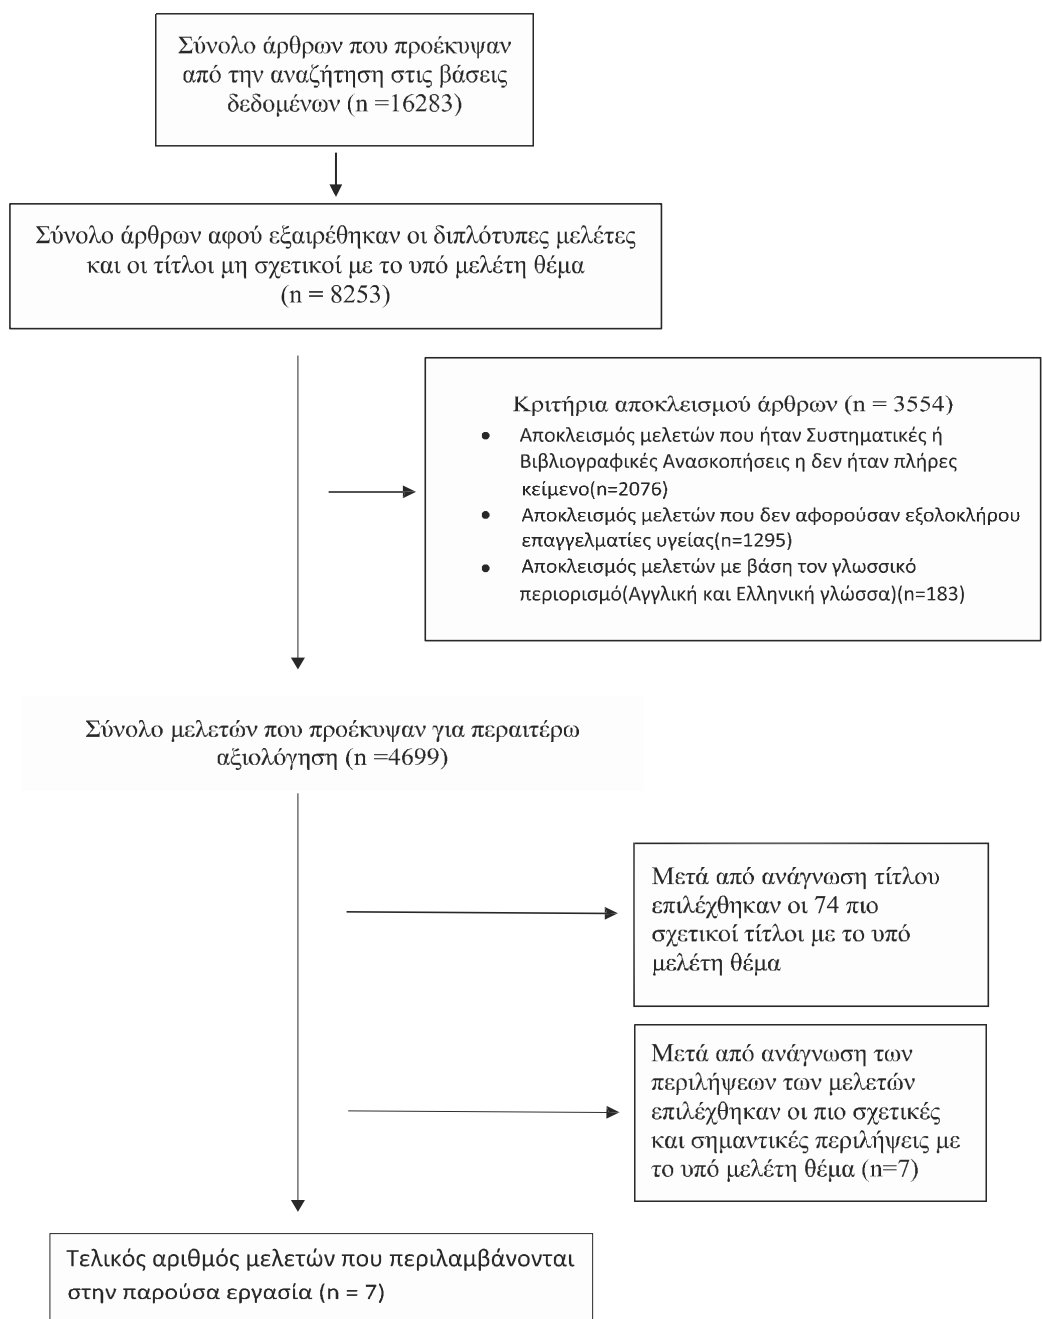 Σύνολο άρθρων που προέκυψαν
από την αναζήτηση στις βάσεις
δεδομένων (n =16283)
Σύνολο άρθρων αφού εξαιρέθηκαν οι διπλότυπες μελέτες
και οι τίτλοι μη σχετικοί με το υπό μελέτη θέμα
(n = 8253)
Κριτήρια αποκλεισμού άρθρων (n = 3554)
• Αποκλεισμός μελετών που ήταν Συστηματικές ή
Βιβλιογραφικές Ανασκοπήσεις η δεν ήταν πλήρες
κείμενο(n=2076)
• Αποκλεισμός μελετών που δεν αφορούσαν εξολοκλήρου
επαγγελματίες υγείας(n=1295)
• Αποκλεισμός μελετών με βάση τον γλωσσικό
περιορισμό(Αγγλική και Ελληνική γλώσσα)(n=183)
Σύνολο μελετών που προέκυψαν για περαιτέρω
αξιολόγηση (n =4699)
Μετά από ανάγνωση τίτλου
επιλέχθηκαν οι 74 πιο
σχετικοί τίτλοι με το υπό
μελέτη θέμα
Μετά από ανάγνωση των
περιλήψεων των μελετών
επιλέχθηκαν οι πιο σχετικές
και σημαντικές περιλήψεις με
το υπό μελέτη θέμα (n=7)
Τελικός αριθμός μελετών που περιλαμβάνονται
στην παρούσα εργασία (n = 7)